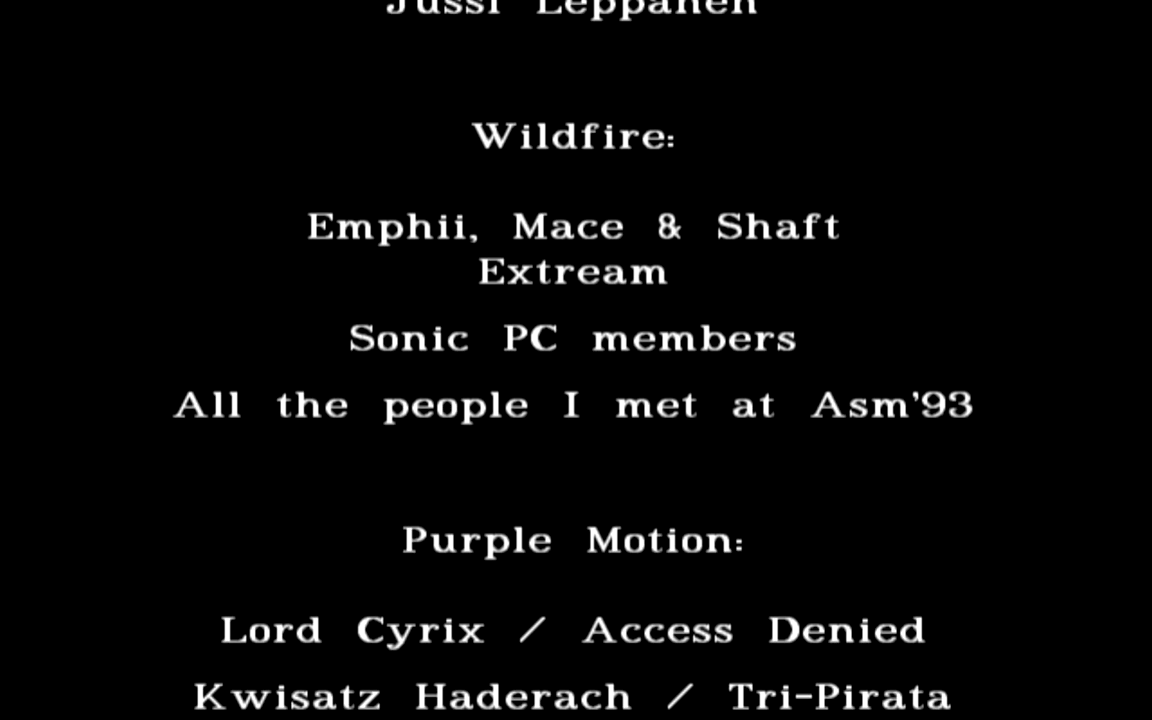 Jussi Leppänen
Wildfire:
Emphii, Mace & Shaft
Extream
Sonic PC members
All the people I met at Asm'93
Purple Motion:
Lord Cyrix / Access Denied
Kwisatz Haderach / Tri-Pirata